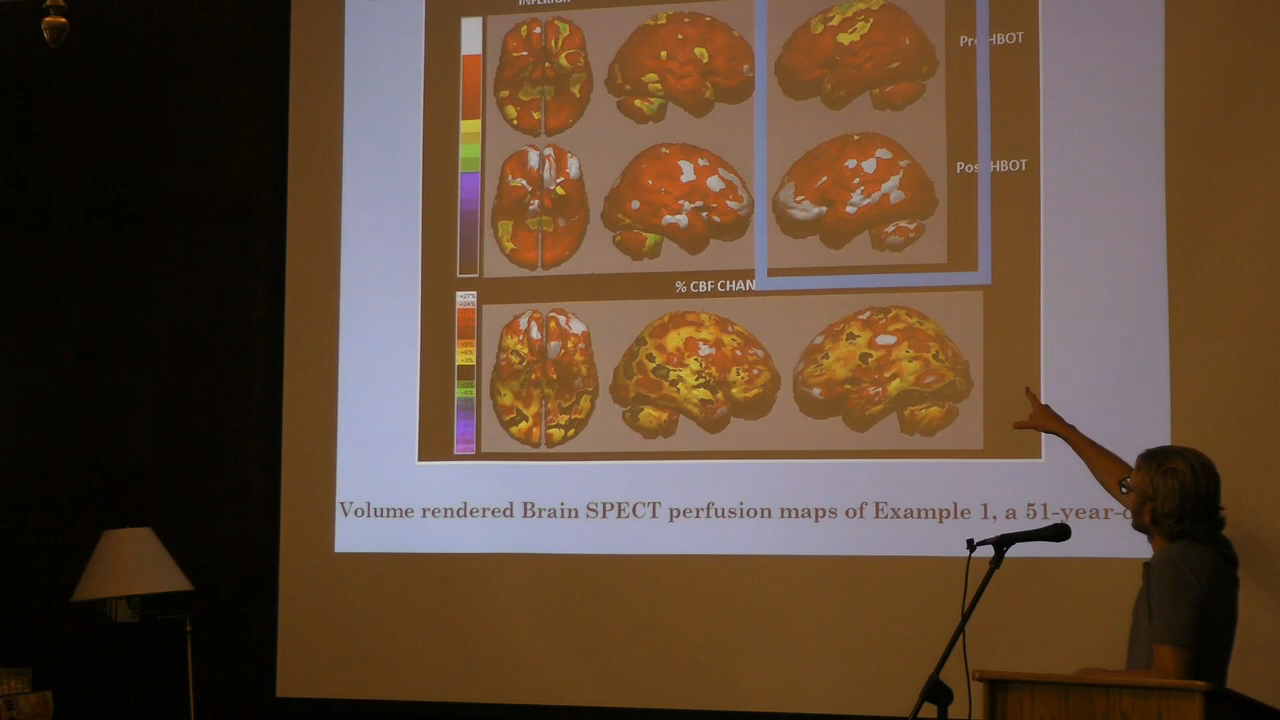 INFERIOR
Pre HBOT
Post HBOT
% CBF CHAN
Volume rendered Brain SPECT perfusion maps of Example 1, a 51-year-